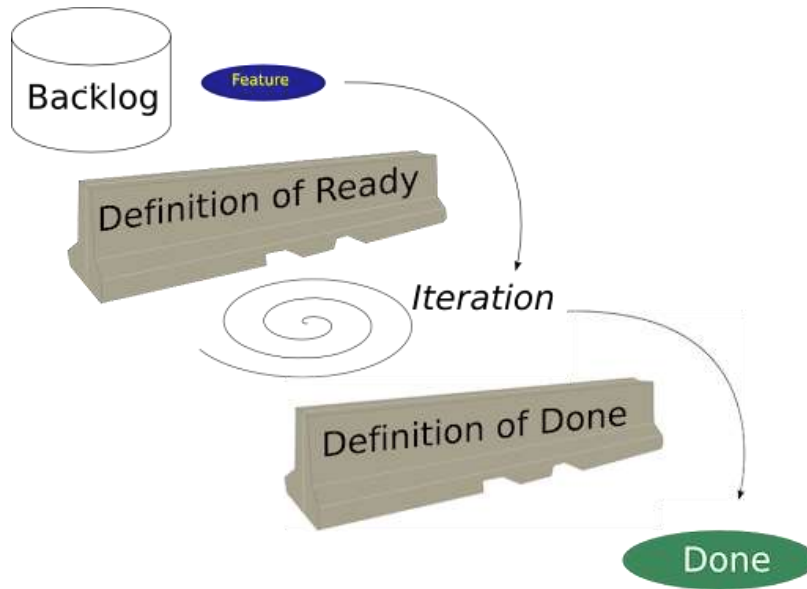 Backlog
Feature
Definition of Ready
Iteration
Definition of Done
Done